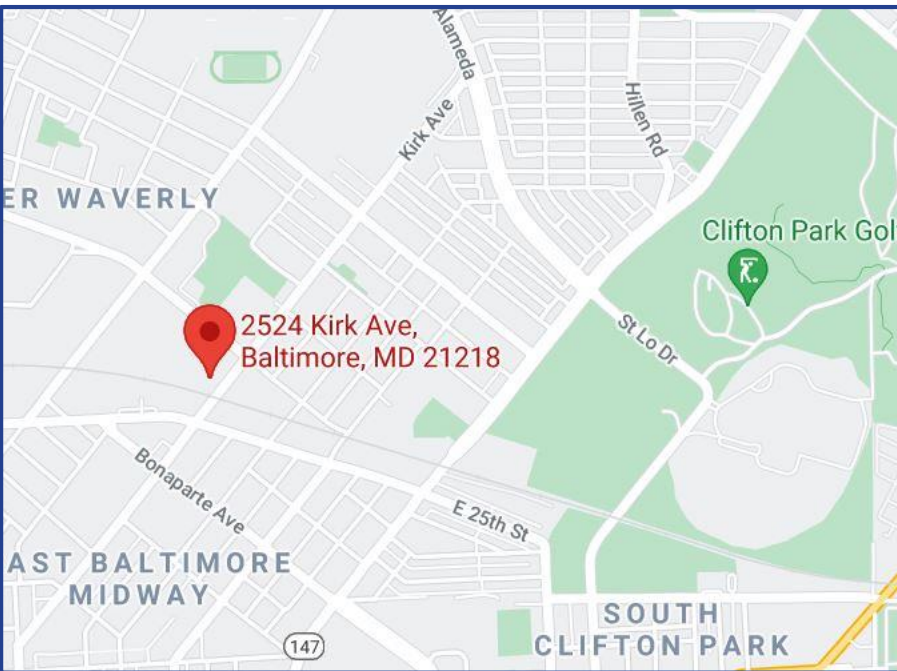 Alameda
Kirk Ave
Hillen Rd
ER WAVERLY
Clifton Park Gol
2524 Kirk Ave,
Baltimore, MD 21218
St Lo Dr
Bonaparte Ave
E 25th St
AST BALTIMORE
MIDWAY
SOUTH
CLIFTON PARK
147